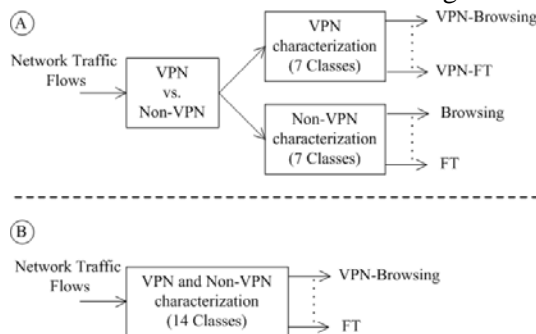 A
Network Traffic
Flows
VPN
vs.
Non-VPN
VPN
characterization
(7 Classes)
VPN-Browsing
VPN-FT
Non-VPN
characterization
(7 Classes)
Browsing
FT
B
Network Traffic
Flows
VPN and Non-VPN
characterization
(14 Classes)
VPN-Browsing
FT